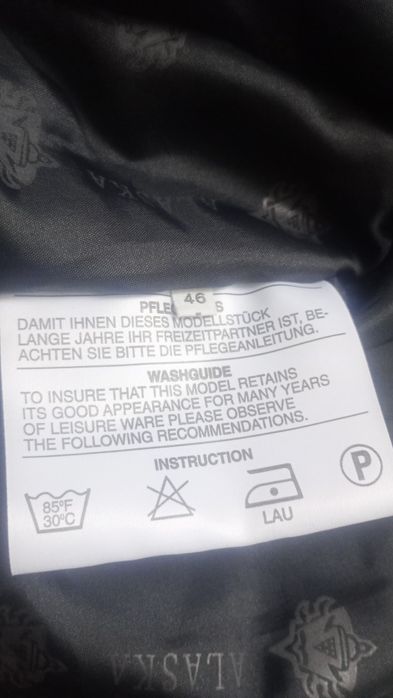 ALASKA
46
DAMIT IHNEN DIESES MODELLSTÜCK
LANGE JAHRE IHR FREIZEITPARTNER IST, BE-
ACHTEN SIE BITTE DIE PFLEGEANLEITUNG.
WASHGUIDE
TO INSURE THAT THIS MODEL RETAINS
ITS GOOD APPEARANCE FOR MANY YEARS
OF LEISURE WARE PLEASE OBSERVE
THE FOLLOWING RECOMMENDATIONS.
INSTRUCTION
85°F
30°C
LAU
P
ALASKA